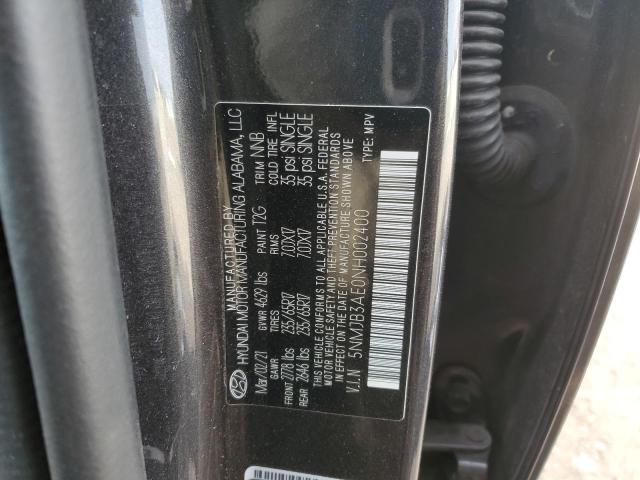 MANUFACTURED BY
HYUNDAI MOTOR MANUFACTURING ALABAMA, LLC
Mar/02/21 GVWR 4629 lbs PAINT T2G TRIM NNB
GAWR TIRES RIMS COLD TIRE INFL
FRONT 2778 lbs 235/65R17 7.0JX17 35 psi SINGLE
REAR 2646 lbs 235/65R17 7.0JX17 35 psi SINGLE
THIS VEHICLE CONFORMS TO ALL APPLICABLE U.S.A. FEDERAL
MOTOR VEHICLE SAFETY AND THEFT PREVENTION STANDARDS
IN EFFECT ON THE DATE OF MANUFACTURE SHOWN ABOVE
V.I.N 5NMJB3AE0NH002400 TYPE: MPV